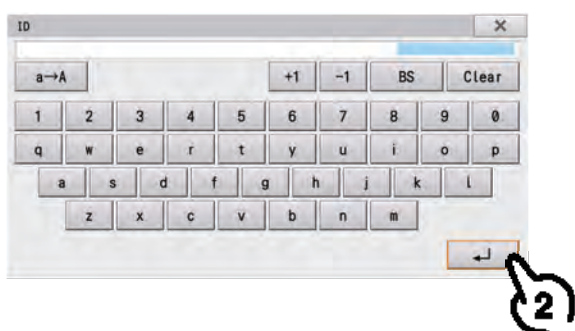 ID ×
a→A +1 -1 BS Clear
1 2 3 4 5 6 7 8 9 0
q w e r t y u i o p
a s d f g h j k l
z x c v b n m
↵
2